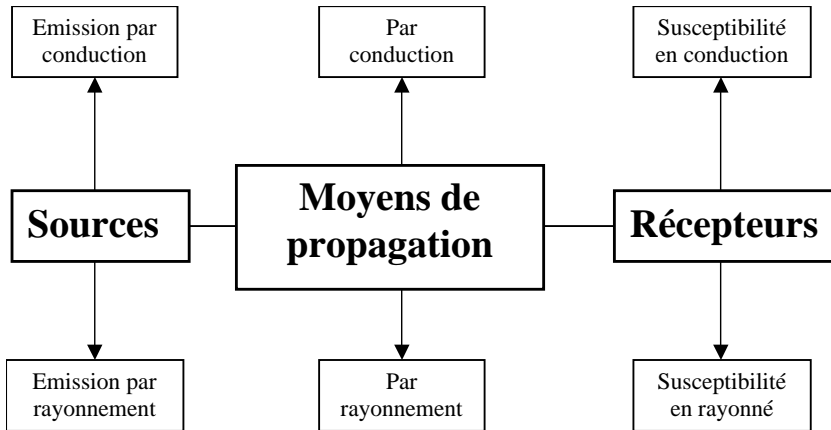 Emission par
conduction
Par
conduction
Susceptibilité
en conduction
Sources
Moyens de
propagation
Récepteurs
Emission par
rayonnement
Par
rayonnement
Susceptibilité
en rayonné